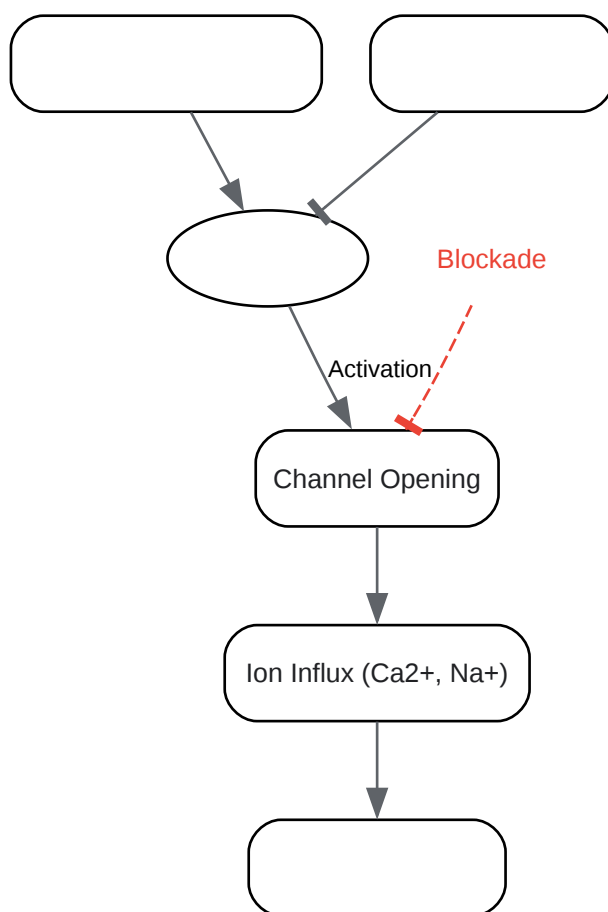 Blockade
Activation
Channel Opening
Ion Influx (Ca2+, Na+)